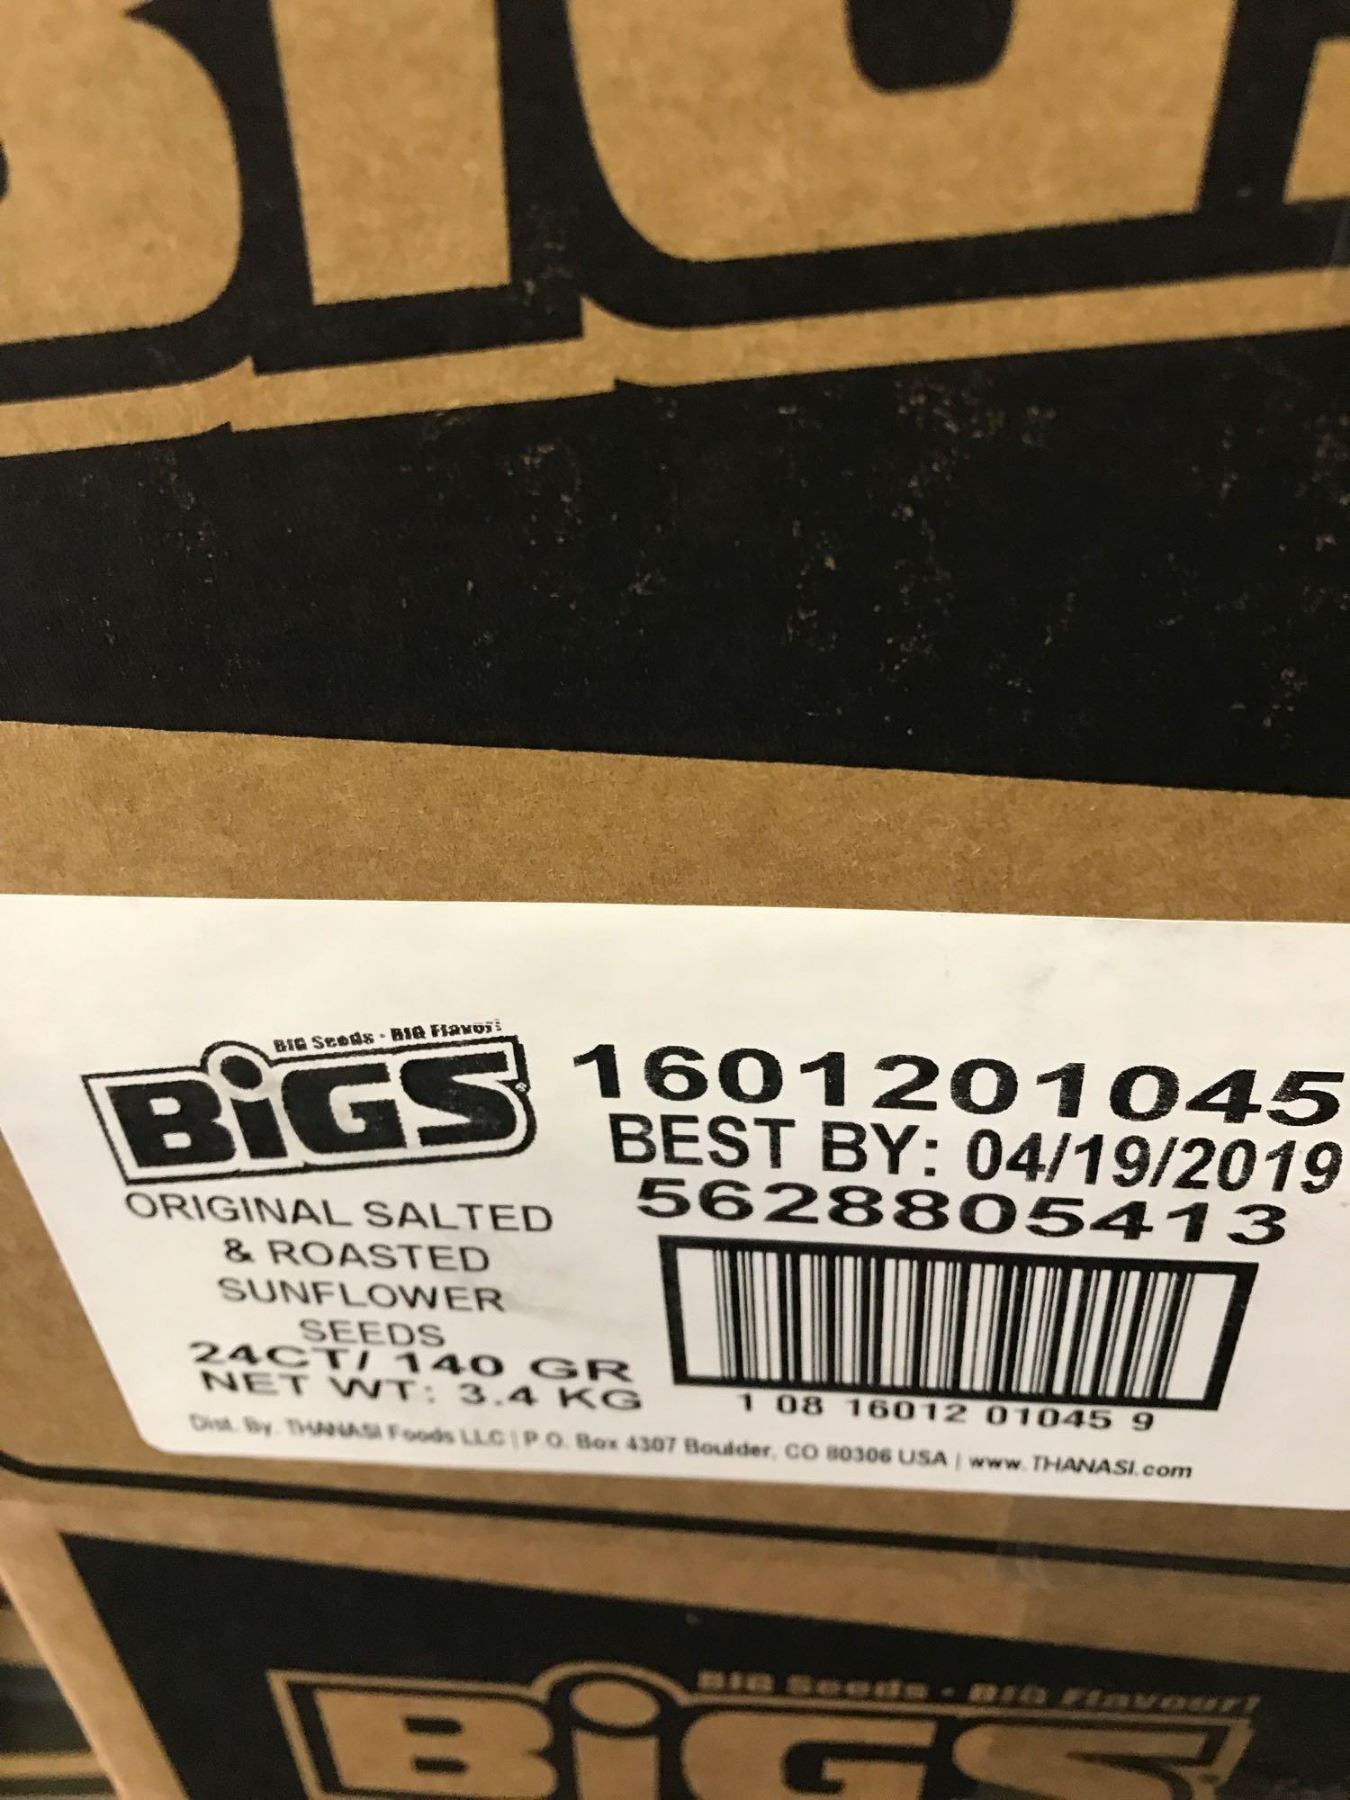 BIGS
BIG Seeds - BIG Flavor!
BiGS
ORIGINAL SALTED
& ROASTED
SUNFLOWER
SEEDS
24CT/ 140 GR
NET WT: 3.4 KG
1601201045
BEST BY: 04/19/2019
5628805413
1 08 16012 01045 9
Dist. By THANASI Foods LLC | P.O. Box 4307 Boulder, CO 80306 USA | www.THANASI.com
BIG Seeds - BIG Flavour!
BiGS